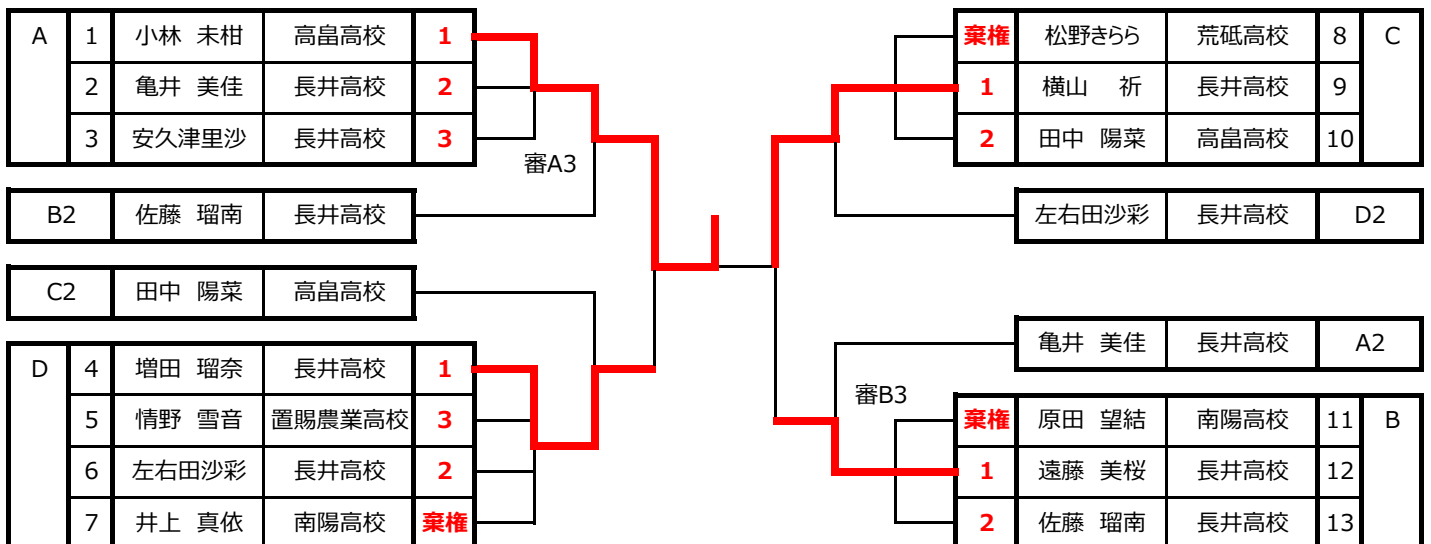 A 1 小林 未柑 高畠高校 1
2 亀井 美佳 長井高校 2
3 安久津里沙 長井高校 3
審A3
B2 佐藤 瑠南 長井高校
C2 田中 陽菜 高畠高校
D 4 増田 瑠奈 長井高校 1
5 情野 雪音 置賜農業高校 3
6 左右田沙彩 長井高校 2
7 井上 真依 南陽高校 棄権
棄権 松野きらら 荒砥高校 8 C
1 横山 祈 長井高校 9
2 田中 陽菜 高畠高校 10
左右田沙彩 長井高校 D2
亀井 美佳 長井高校 A2
審B3
棄権 原田 望結 南陽高校 11 B
1 遠藤 美桜 長井高校 12
2 佐藤 瑠南 長井高校 13